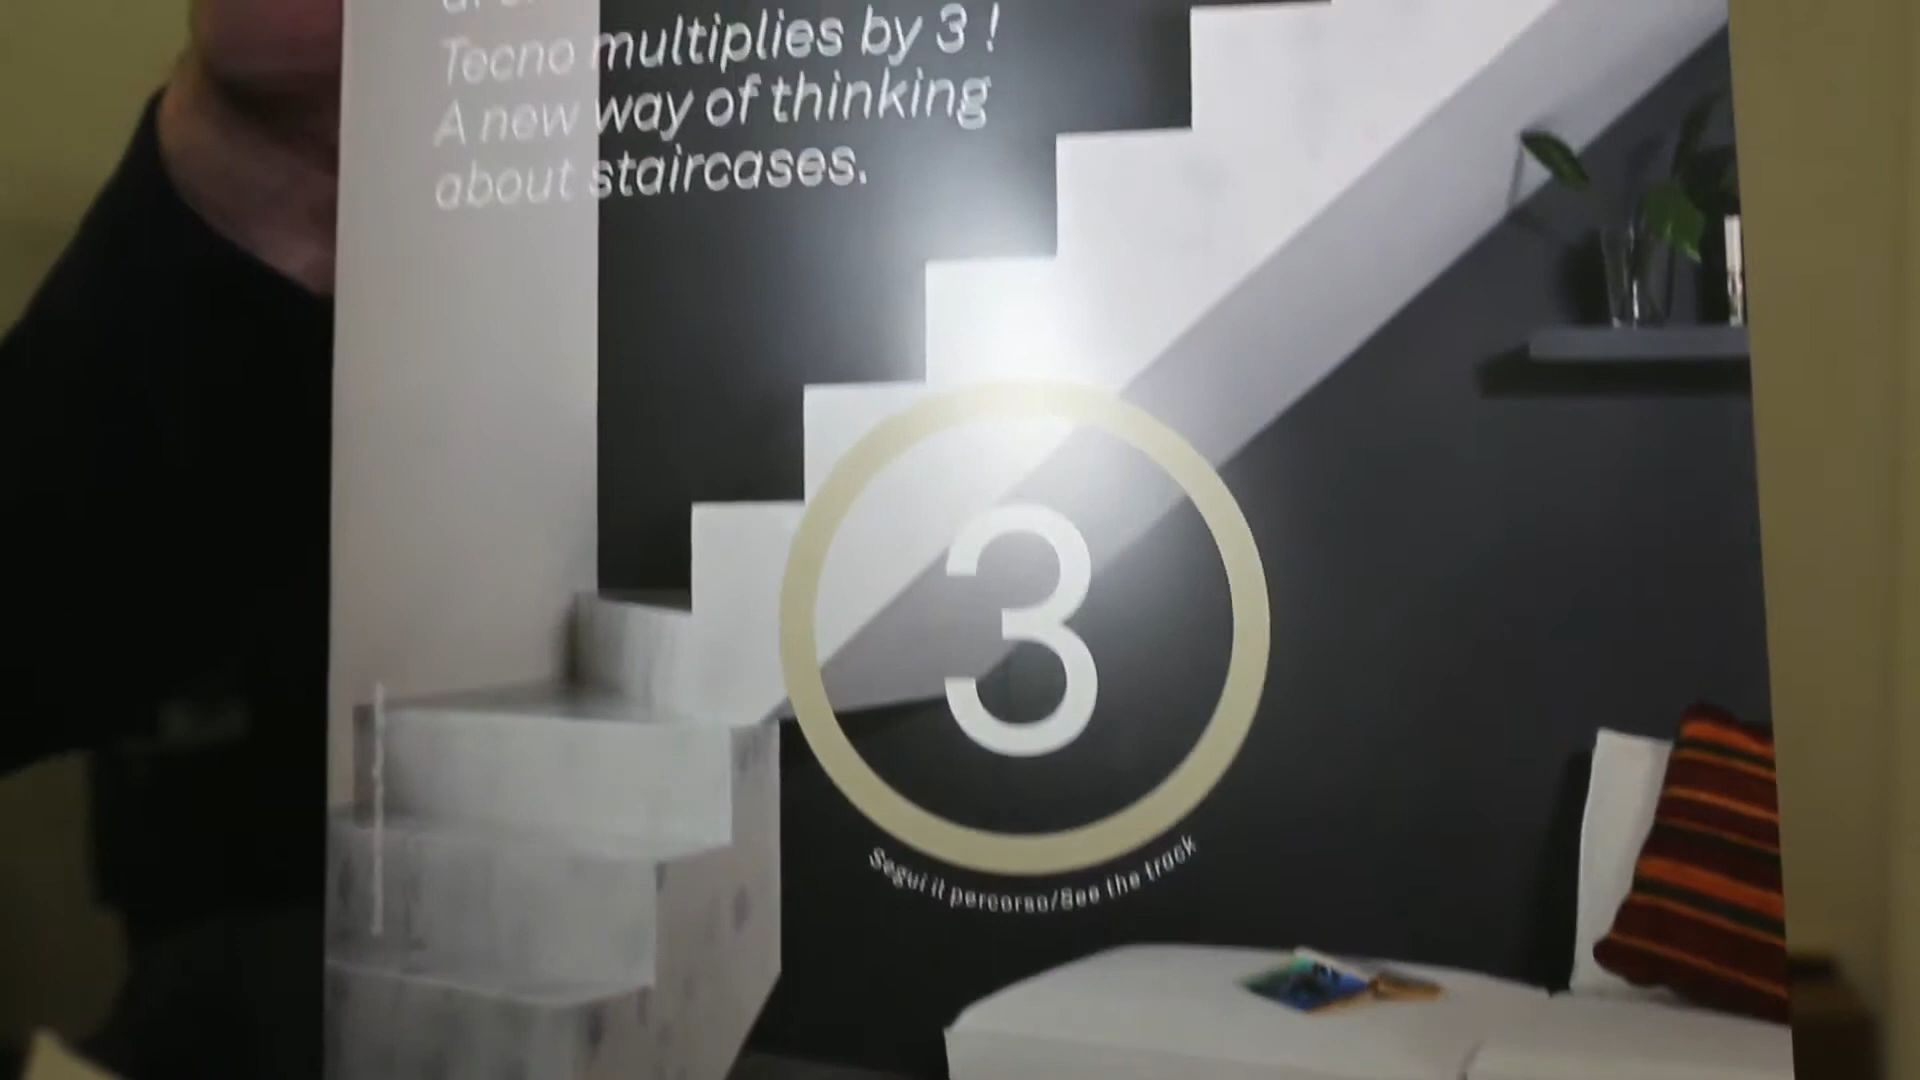 Tecno multiplies by 3 !
A new way of thinking
about staircases.
3
Segui il percorso/See the track